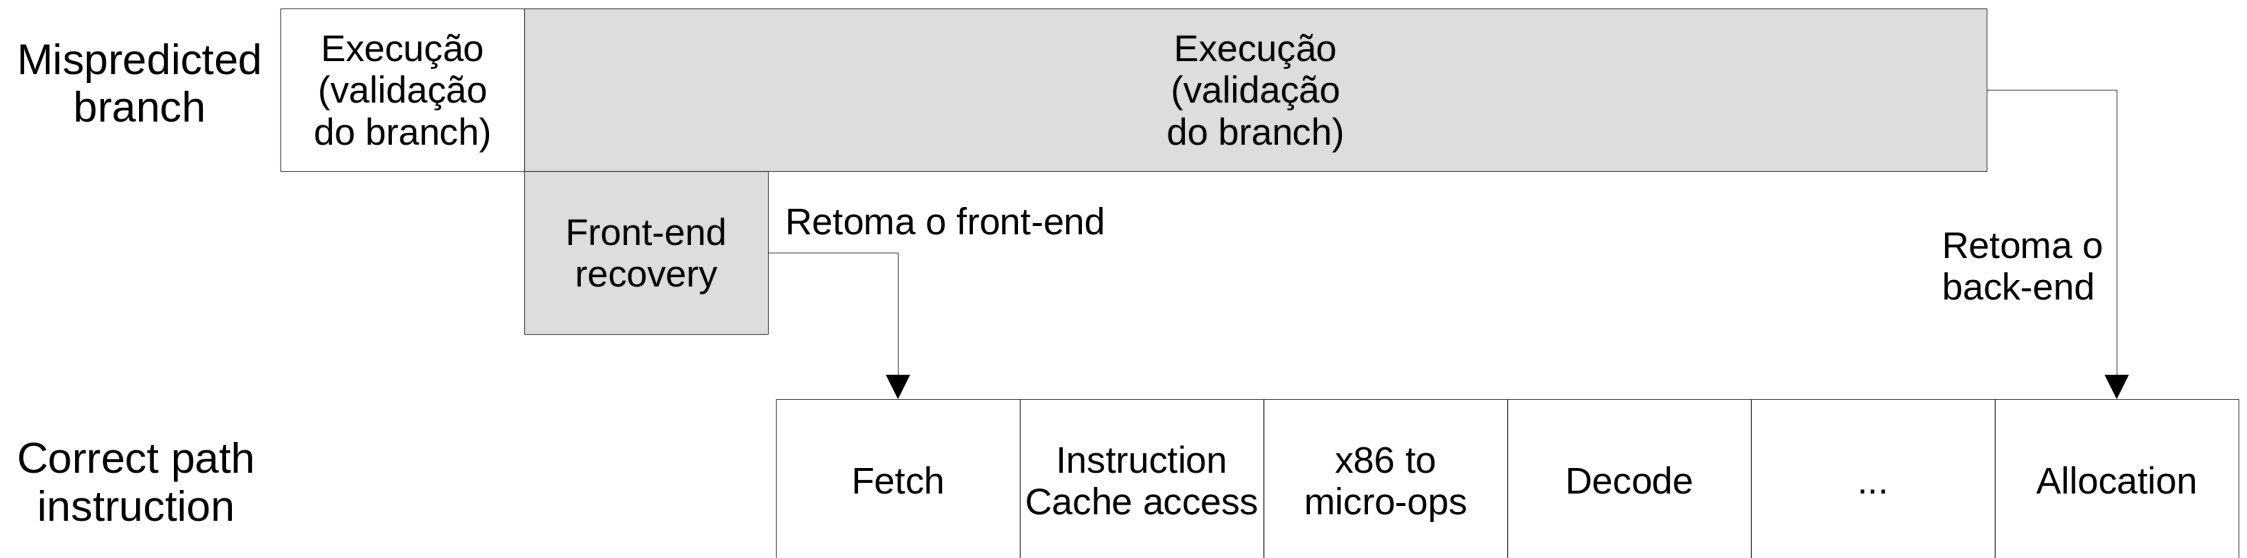 Mispredicted
branch
Execução
(validação
do branch)
Execução
(validação
do branch)
Front-end
recovery
Retoma o front-end
Retoma o
back-end
Correct path
instruction
Fetch
Instruction
Cache access
x86 to
micro-ops
Decode
...
Allocation